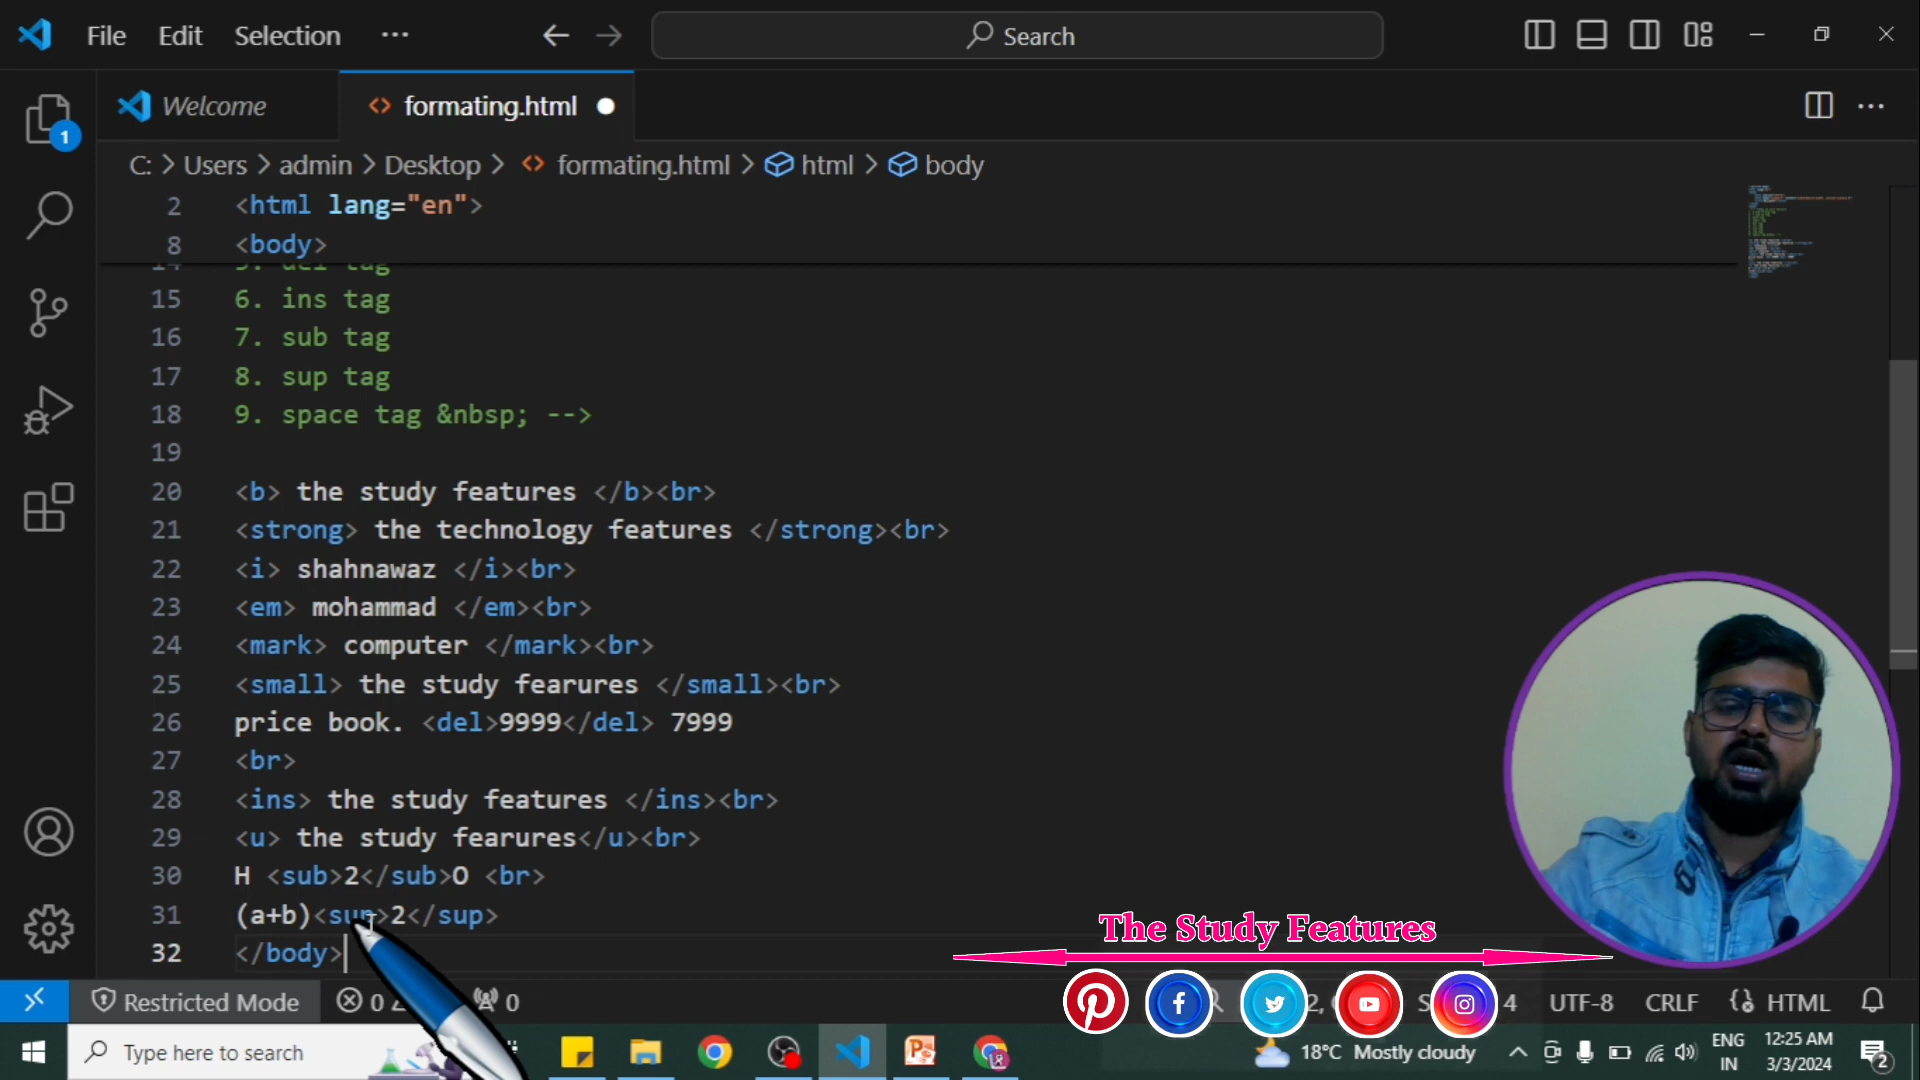 File Edit Selection ··· Search
Welcome formating.html
C: > Users > admin > Desktop > formating.html > html > body
2 <html lang="en">
8 <body>
15 6. ins tag
16 7. sub tag
17 8. sup tag
18 9. space tag &nbsp; -->
19
20 <b> the study features </b><br>
21 <strong> the technology features </strong><br>
22 <i> shahnawaz </i><br>
23 <em> mohammad </em><br>
24 <mark> computer </mark><br>
25 <small> the study fearures </small><br>
26 price book. <del>9999</del> 7999
27 <br>
28 <ins> the study features </ins><br>
29 <u> the study fearures</u><br>
30 H <sub>2</sub>O <br>
31 (a+b)<sup>2</sup>
32 </body>
The Study Features
1
Restricted Mode 0 0 4 UTF-8 CRLF HTML
Type here to search 18°C Mostly cloudy ENG 12:25 AM
IN 3/3/2024 2